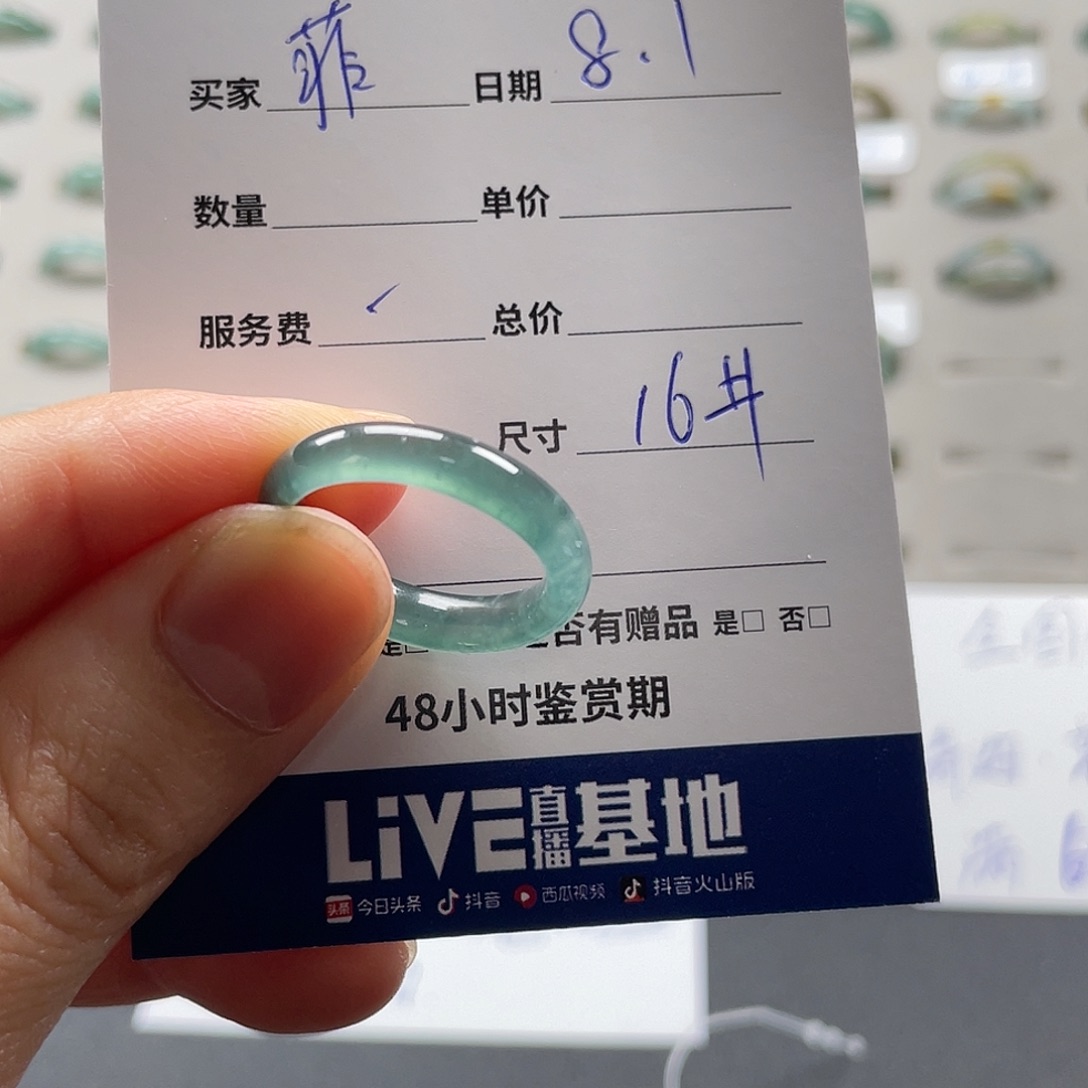 买家 菲 日期 8.1
数量 单价
服务费 ✓ 总价
尺寸 16#
否有赠品 是□ 否□
48小时鉴赏期
LiVE直播基地
头条 今日头条 抖音 西瓜视频 抖音火山版